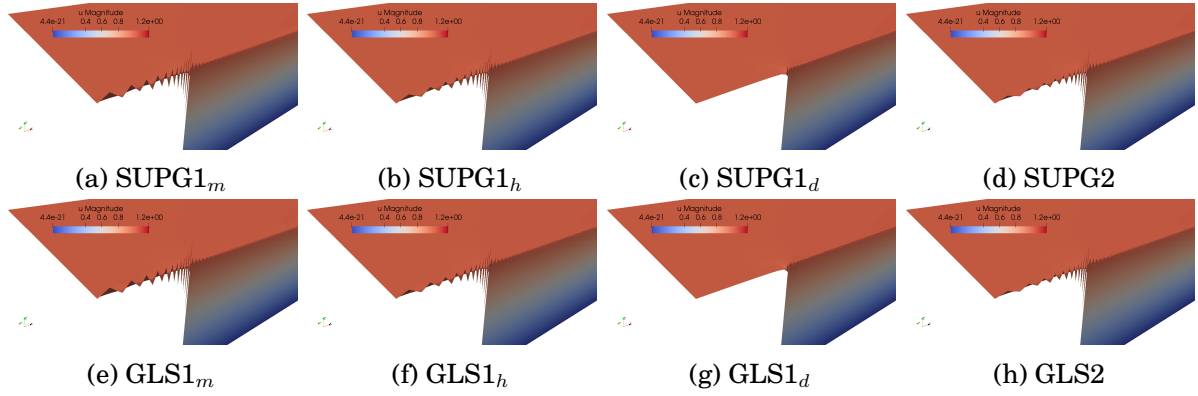 u Magnitude u Magnitude u Magnitude u Magnitude
4.4e-21 0.4 0.6 0.8 1.2e+00 4.4e-21 0.4 0.6 0.8 1.2e+00 4.4e-21 0.4 0.6 0.8 1.2e+00 4.4e-21 0.4 0.6 0.8 1.2e+00
(a) SUPG1m (b) SUPG1h (c) SUPG1d (d) SUPG2
u Magnitude u Magnitude u Magnitude u Magnitude
4.4e-21 0.4 0.6 0.8 1.2e+00 4.4e-21 0.4 0.6 0.8 1.2e+00 4.4e-21 0.4 0.6 0.8 1.2e+00 4.4e-21 0.4 0.6 0.8 1.2e+00
(e) GLS1m (f) GLS1h (g) GLS1d (h) GLS2